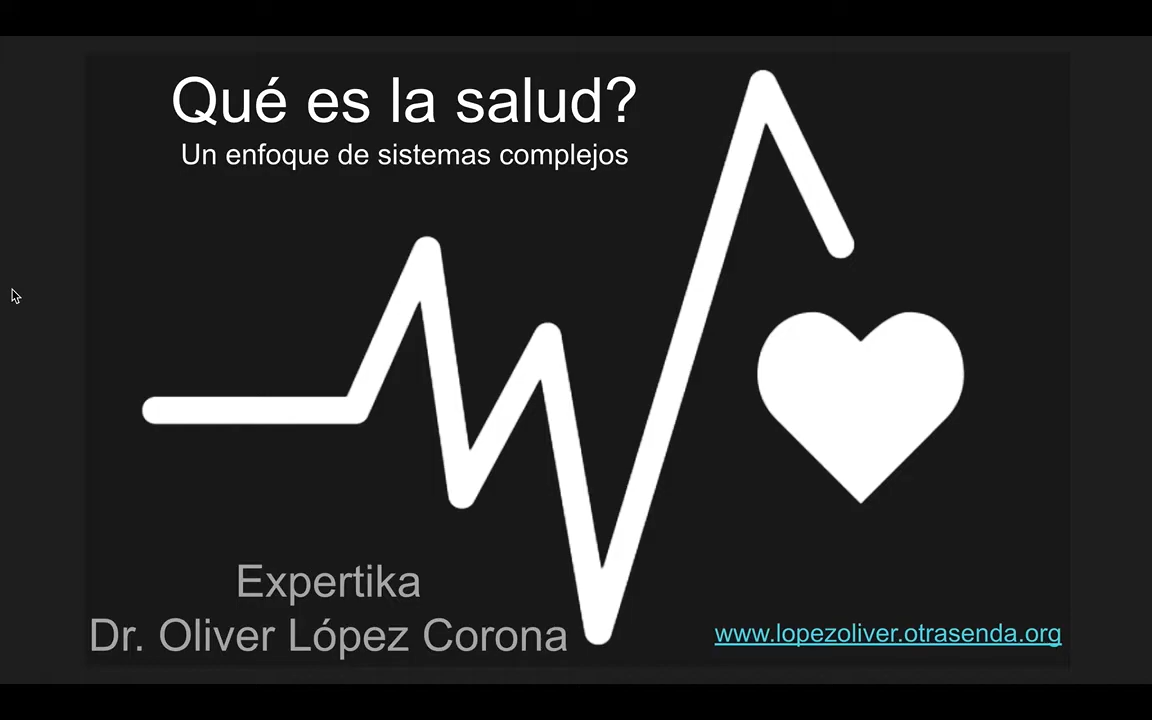 Qué es la salud?
Un enfoque de sistemas complejos
Expertika
Dr. Oliver López Corona
www.lopezoliver.otrasenda.org